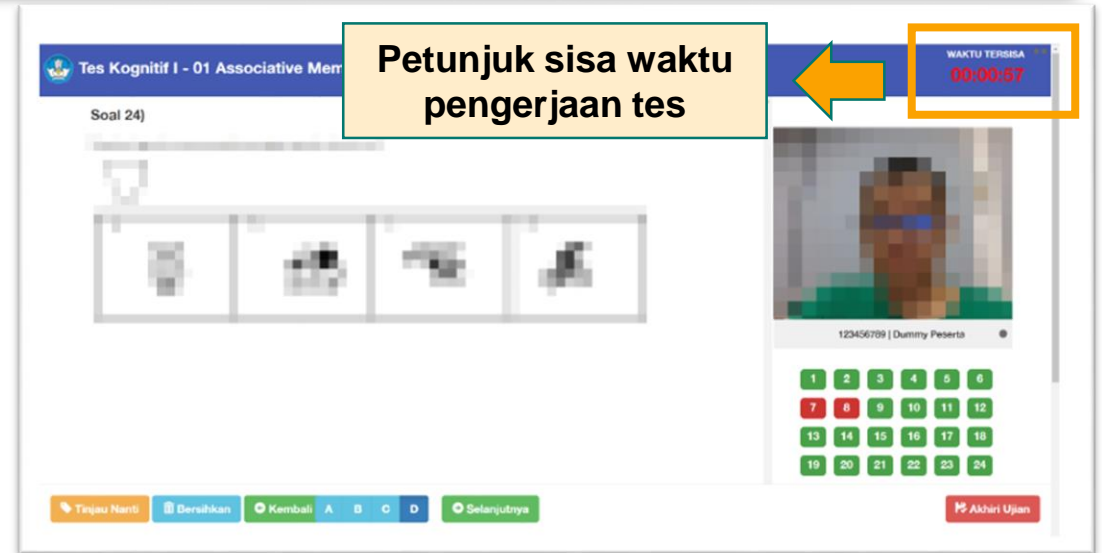 Petunjuk sisa waktu
pengerjaan tes
Tes Kognitif I - 01 Associative Mem
WAKTU TERSISA
00:00:57
Soal 24)
123456789 | Dummy Peserta
1 2 3 4 5 6
7 8 9 10 11 12
13 14 15 16 17 18
19 20 21 22 23 24
Tinjau Nanti Bersihkan Kembali A B C D Selanjutnya Akhiri Ujian